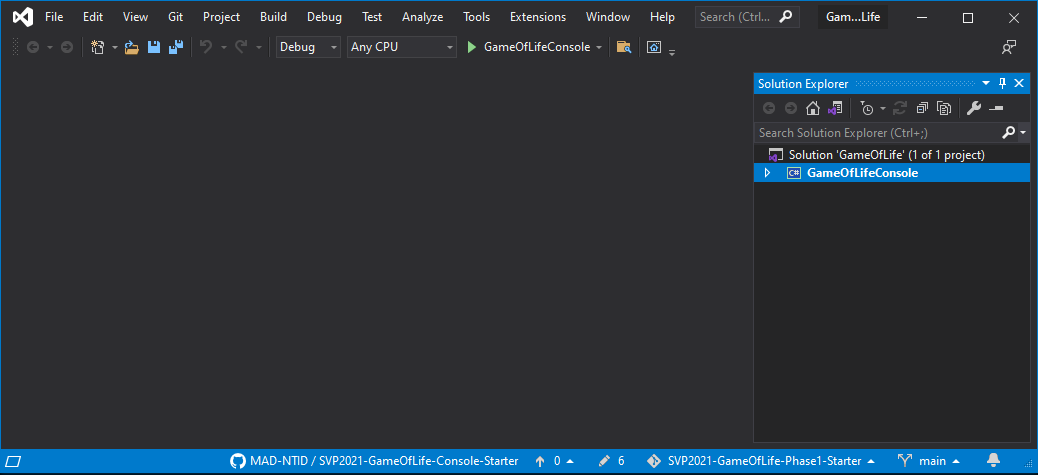 File Edit View Git Project Build Debug Test Analyze Tools Extensions Window Help Search (Ctrl... Gam...Life
Debug Any CPU GameOfLifeConsole
Solution Explorer
Search Solution Explorer (Ctrl+;)
Solution 'GameOfLife' (1 of 1 project)
C# GameOfLifeConsole
MAD-NTID / SVP2021-GameOfLife-Console-Starter 0 6 SVP2021-GameOfLife-Phase1-Starter main